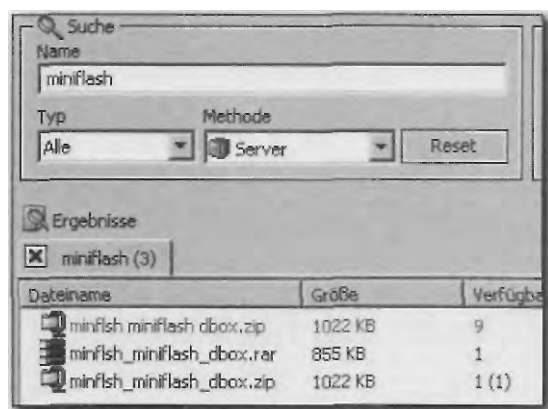 Suche
Name
miniflash
Typ Methode
Alle Server Reset
Ergebnisse
miniflash (3)
Dateiname Größe Verfügba
minflsh miniflash dbox.zip 1022 KB 9
minflsh_miniflash_dbox.rar 855 KB 1
minflsh_miniflash_dbox.zip 1022 KB 1 (1)